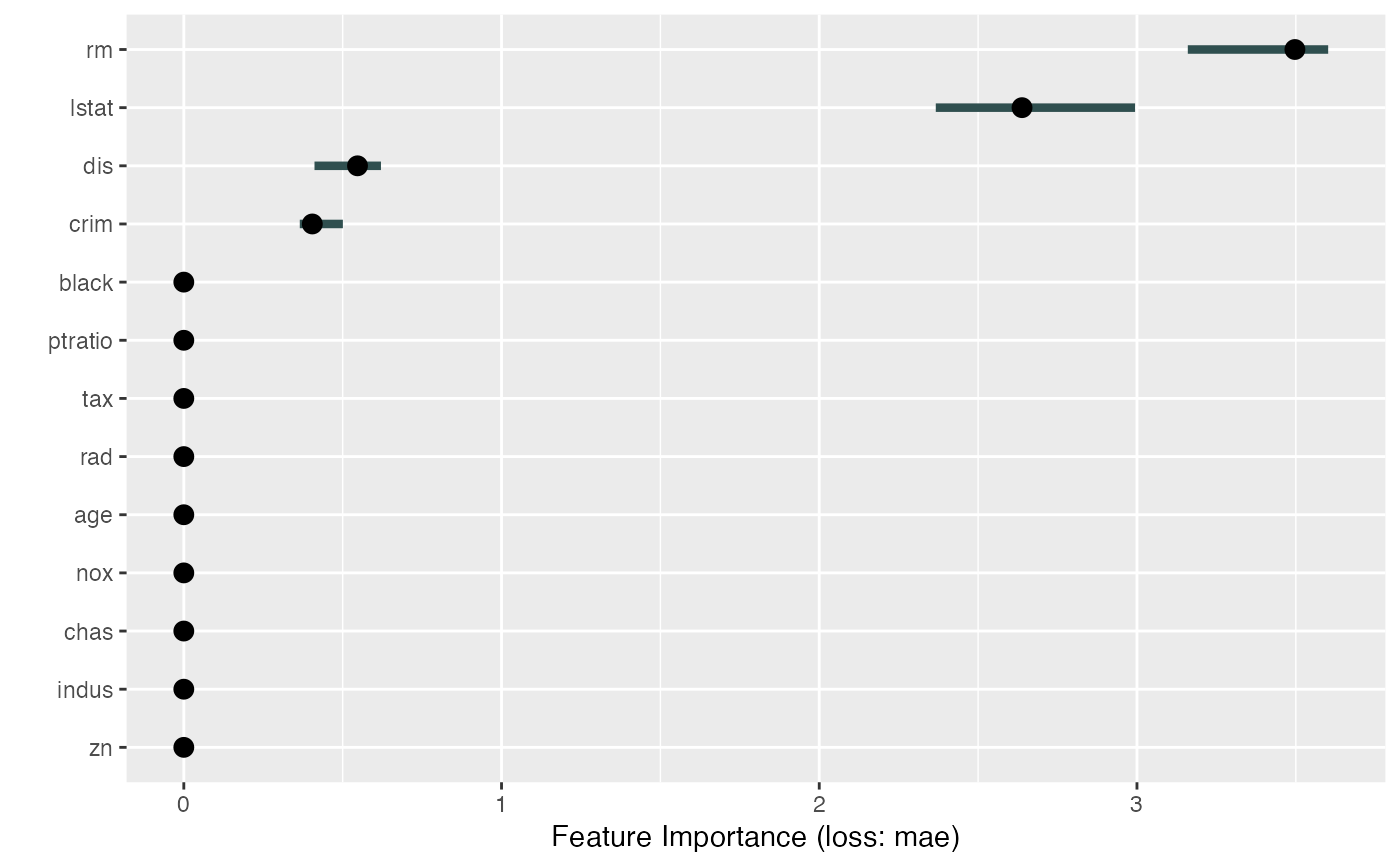 rm
lstat
dis
crim
black
ptratio
tax
rad
age
nox
chas
indus
zn
0 1 2 3
Feature Importance (loss: mae)